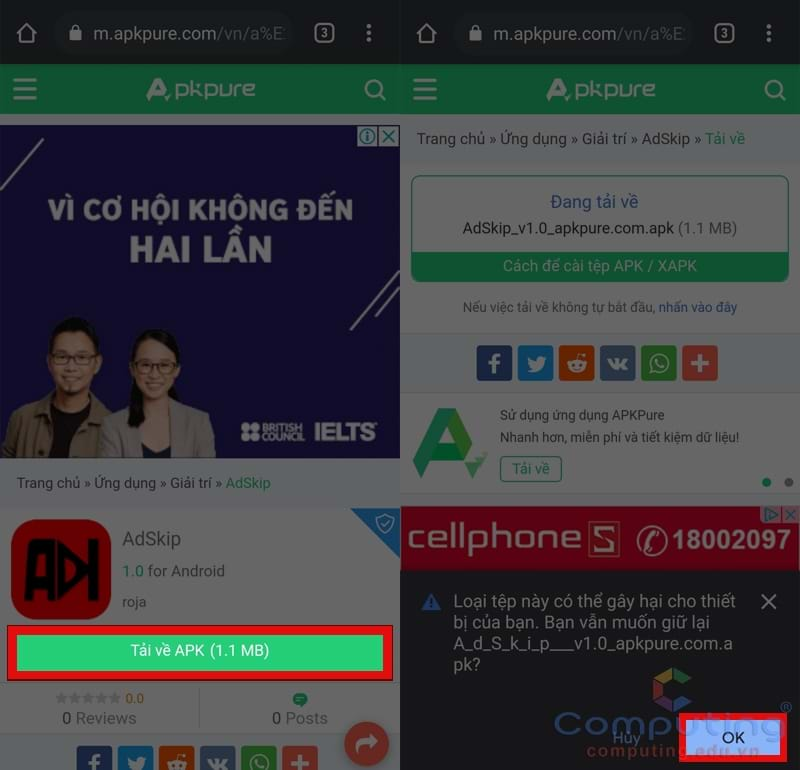 m.apkpure.com/vn/a%E
3
Apkpure
VÌ CƠ HỘI KHÔNG ĐẾN
HAI LẦN
BRITISH
COUNCIL
IELTS
Trang chủ » Ứng dụng » Giải trí » AdSkip
AdSkip
1.0 for Android
roja
Tải về APK (1.1 MB)
0.0
0 Reviews
0 Posts
m.apkpure.com/vn/a%E
3
Apkpure
Trang chủ » Ứng dụng » Giải trí » AdSkip » Tải về
Đang tải về
AdSkip_v1.0_apkpure.com.apk (1.1 MB)
Cách để cài tệp APK / XAPK
Nếu việc tải về không tự bắt đầu, nhấn vào đây
Sử dụng ứng dụng APKPure
Nhanh hơn, miễn phí và tiết kiệm dữ liệu!
Tải về
cellphoneS
18002097
Loại tệp này có thể gây hại cho thiết
bị của bạn. Bạn vẫn muốn giữ lại
A_d_S_k_i_p___v1.0_apkpure.com.a
pk?
Hủy
OK
Computing
®
computing.edu.vn